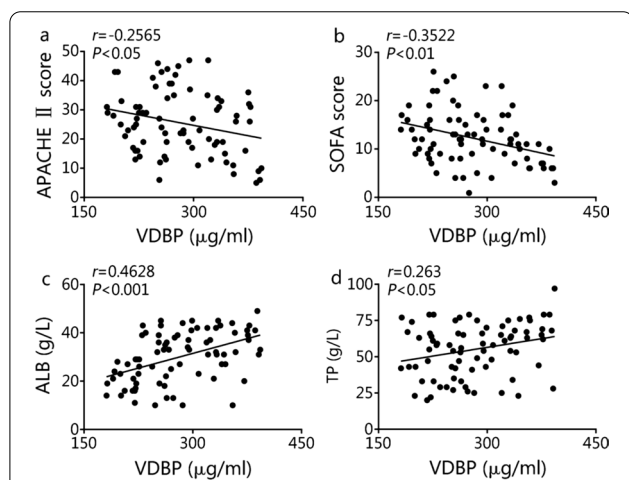 a
r=-0.2565
P<0.05
APACHE II score
50
40
30
20
10
0
150
300
450
VDBP (μg/ml)
b
r=-0.3522
P<0.01
SOFA score
30
20
10
0
150
300
450
VDBP (μg/ml)
c
r=0.4628
P<0.001
ALB (g/L)
60
40
20
0
150
300
450
VDBP (μg/ml)
d
r=0.263
P<0.05
TP (g/L)
100
75
50
25
0
150
300
450
VDBP (μg/ml)